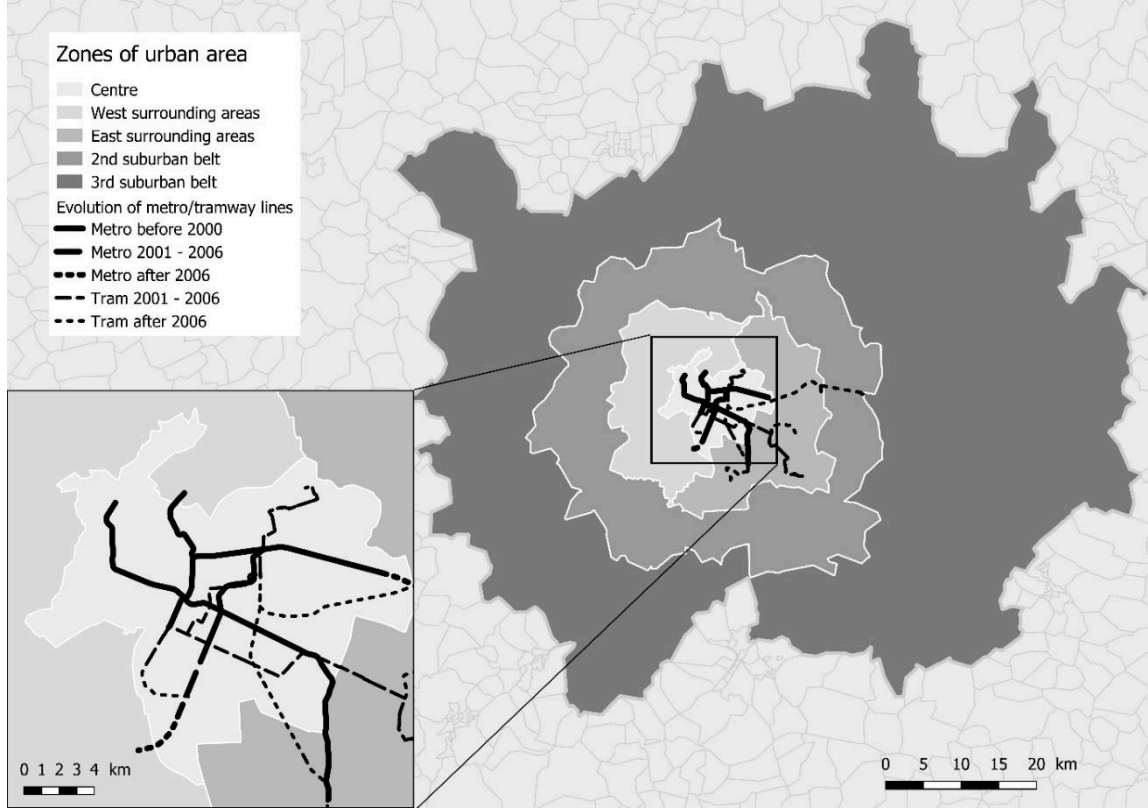 Zones of urban area
Centre
West surrounding areas
East surrounding areas
2nd suburban belt
3rd suburban belt
Evolution of metro/tramway lines
Metro before 2000
Metro 2001 - 2006
Metro after 2006
Tram 2001 - 2006
Tram after 2006
0 1 2 3 4 km
0 5 10 15 20 km